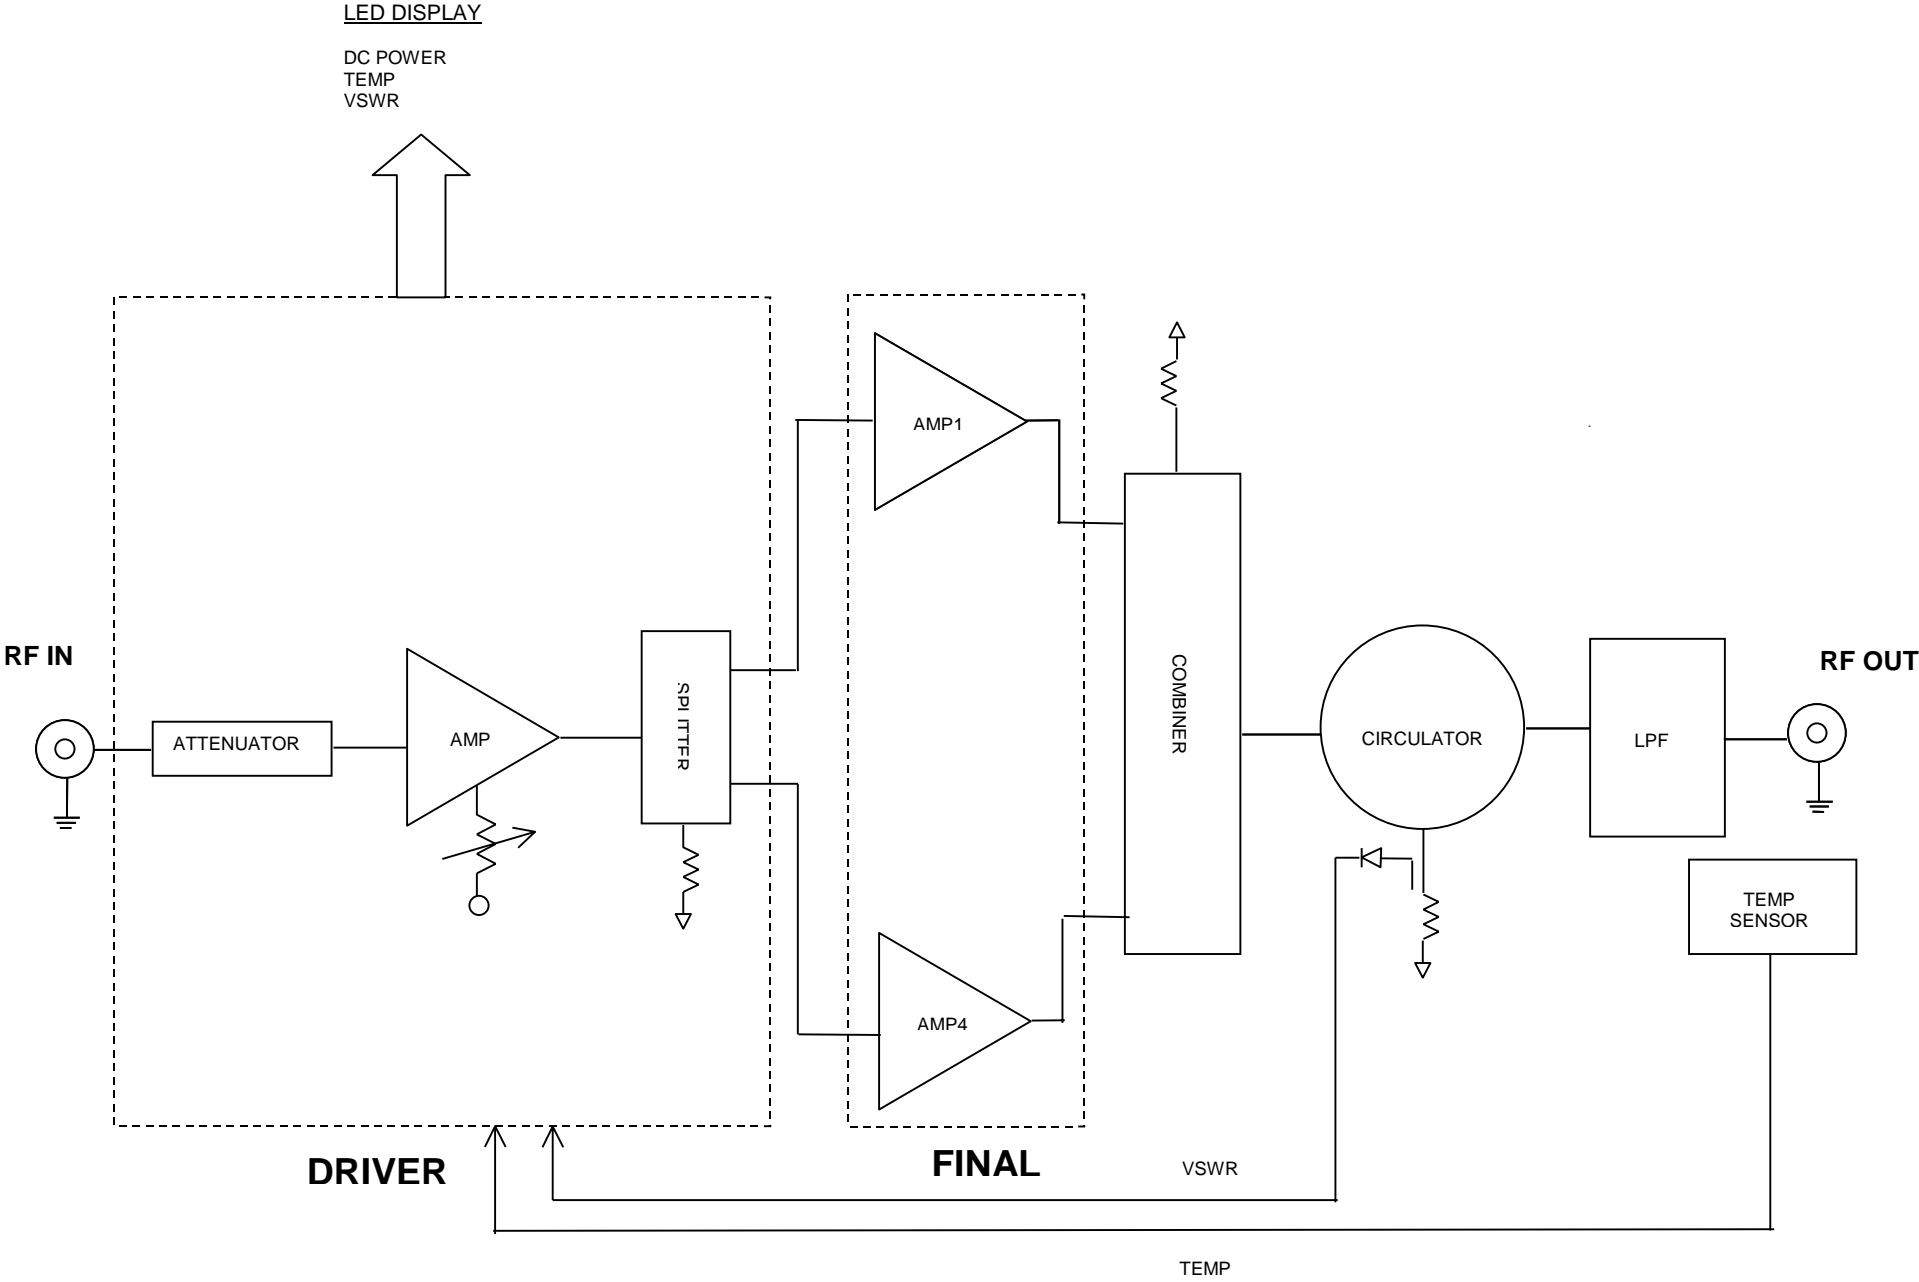 LED DISPLAY
DC POWER
TEMP
VSWR
AMP1
RF IN
ATTENUATOR
AMP
SPLITTER
COMBINER
CIRCULATOR
LPF
RF OUT
TEMP
SENSOR
AMP4
DRIVER
FINAL
VSWR
TEMP